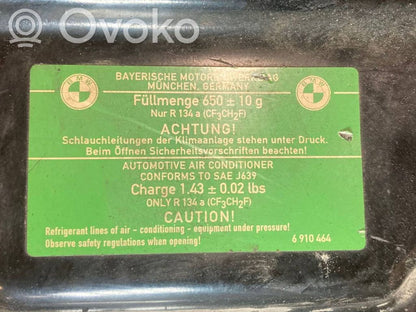 OVOKO
BAYERISCHE MOTOREN WERKE AG
MÜNCHEN, GERMANY
Füllmenge 650 ± 10 g
Nur R 134 a (CF3CH2F)
ACHTUNG!
Schlauchleitungen der Klimaanlage stehen unter Druck.
Beim Öffnen Sicherheitsvorschriften beachten!
AUTOMOTIVE AIR CONDITIONER
CONFORMS TO SAE J639
Charge 1.43 ± 0.02 lbs
ONLY R 134 a (CF3CH2F)
CAUTION!
Refrigerant lines of air - conditioning - equipment under pressure!
Observe safety regulations when opening!
6 910 464